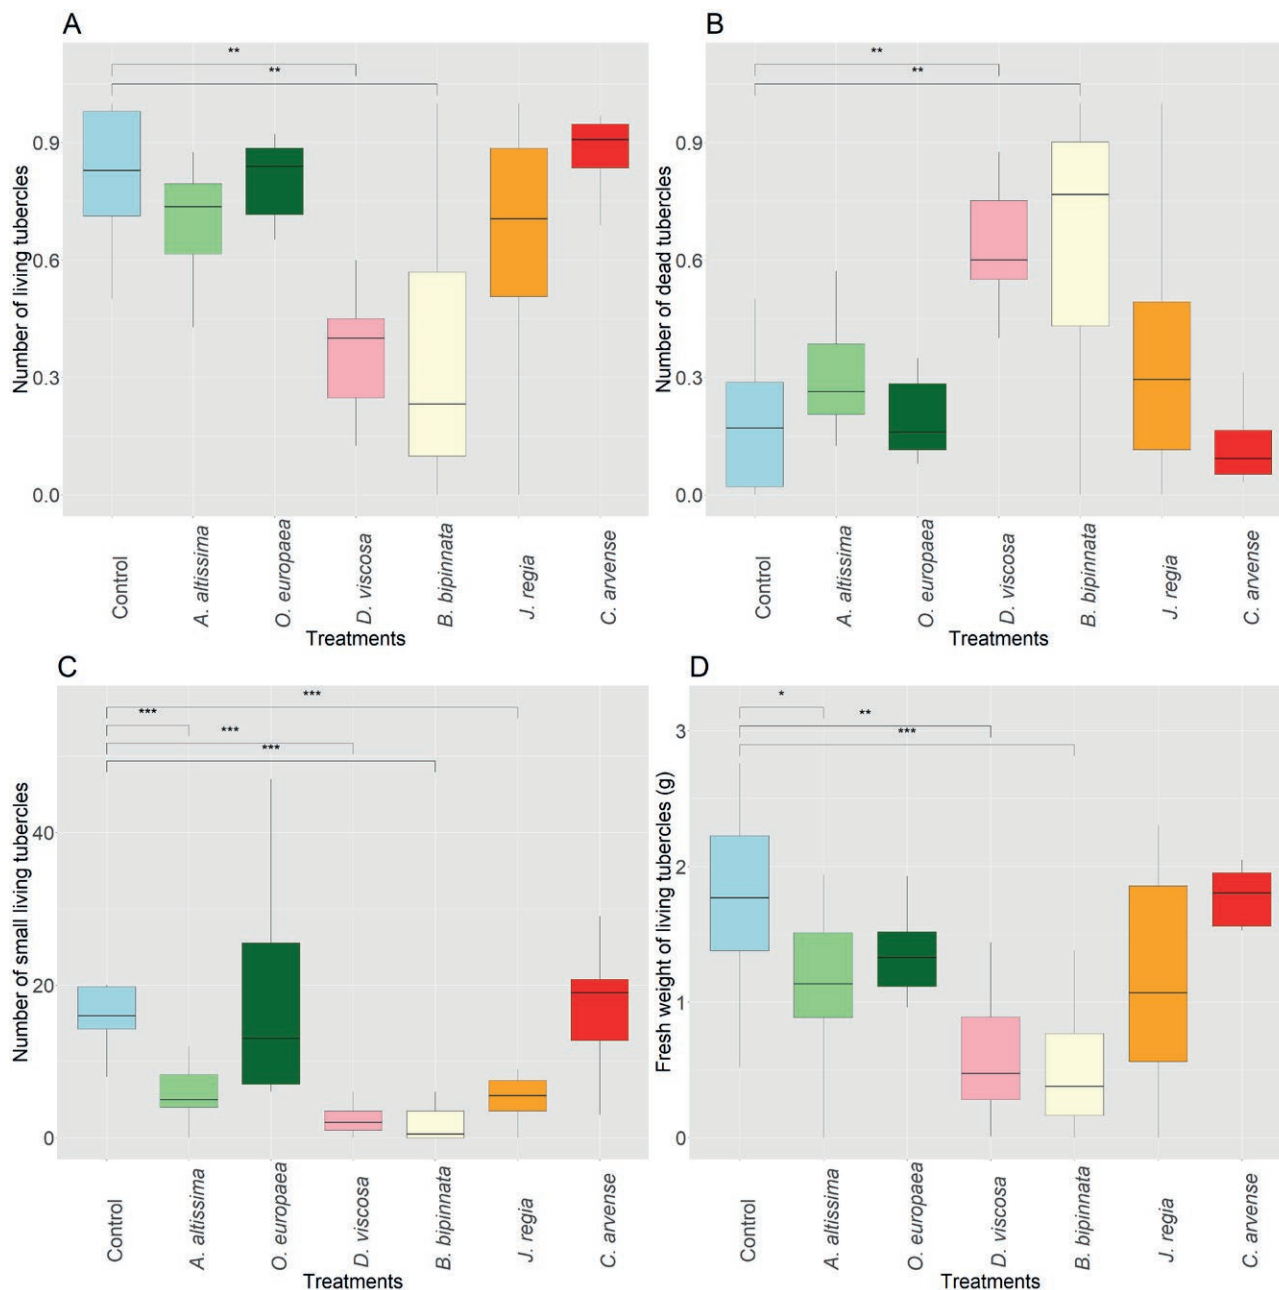 A
**
**
Number of living tubercles
0.9
0.6
0.3
0.0
Control
A. altissima
O. europaea
D. viscosa
B. bipinnata
J. regia
C. arvense
Treatments
B
**
**
Number of dead tubercles
0.9
0.6
0.3
0.0
Control
A. altissima
O. europaea
D. viscosa
B. bipinnata
J. regia
C. arvense
Treatments
C
***
***
***
***
Number of small living tubercles
40
20
0
Control
A. altissima
O. europaea
D. viscosa
B. bipinnata
J. regia
C. arvense
Treatments
D
*
**
***
Fresh weight of living tubercles (g)
3
2
1
0
Control
A. altissima
O. europaea
D. viscosa
B. bipinnata
J. regia
C. arvense
Treatments